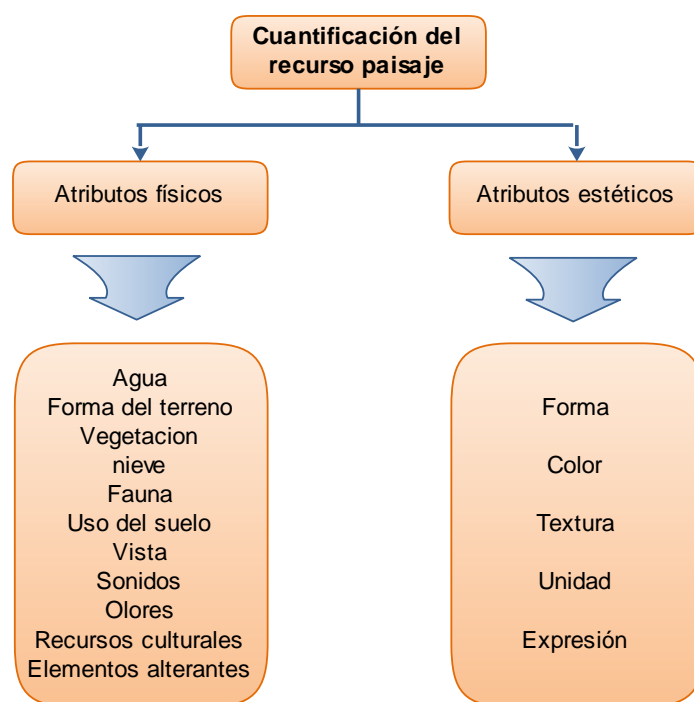 Cuantificación del
recurso paisaje
Atributos físicos
Atributos estéticos
Agua
Forma del terreno
Vegetacion
nieve
Fauna
Uso del suelo
Vista
Sonidos
Olores
Recursos culturales
Elementos alterantes
Forma
Color
Textura
Unidad
Expresión